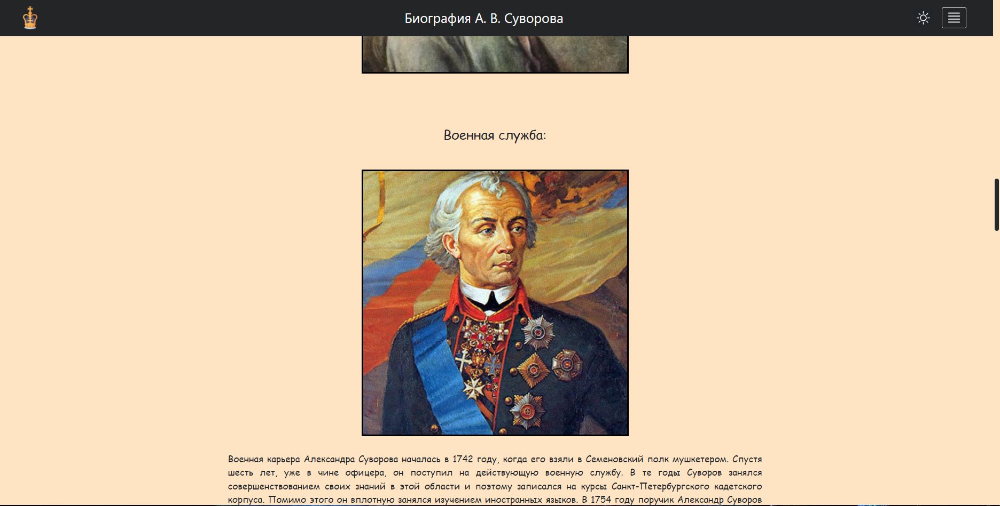 Биография А. В. Суворова
Военная служба:
Военная карьера Александра Суворова началась в 1742 году, когда его взяли в Семеновский полк мушкетером. Спустя
шесть лет, уже в чине офицера, он поступил на действующую военную службу. В те годы Суворов занялся
совершенствованием своих знаний в этой области и поэтому записался на курсы Санкт-Петербургского кадетского
корпуса. Помимо этого он вплотную занялся изучением иностранных языков. В 1754 году поручик Александр Суворов